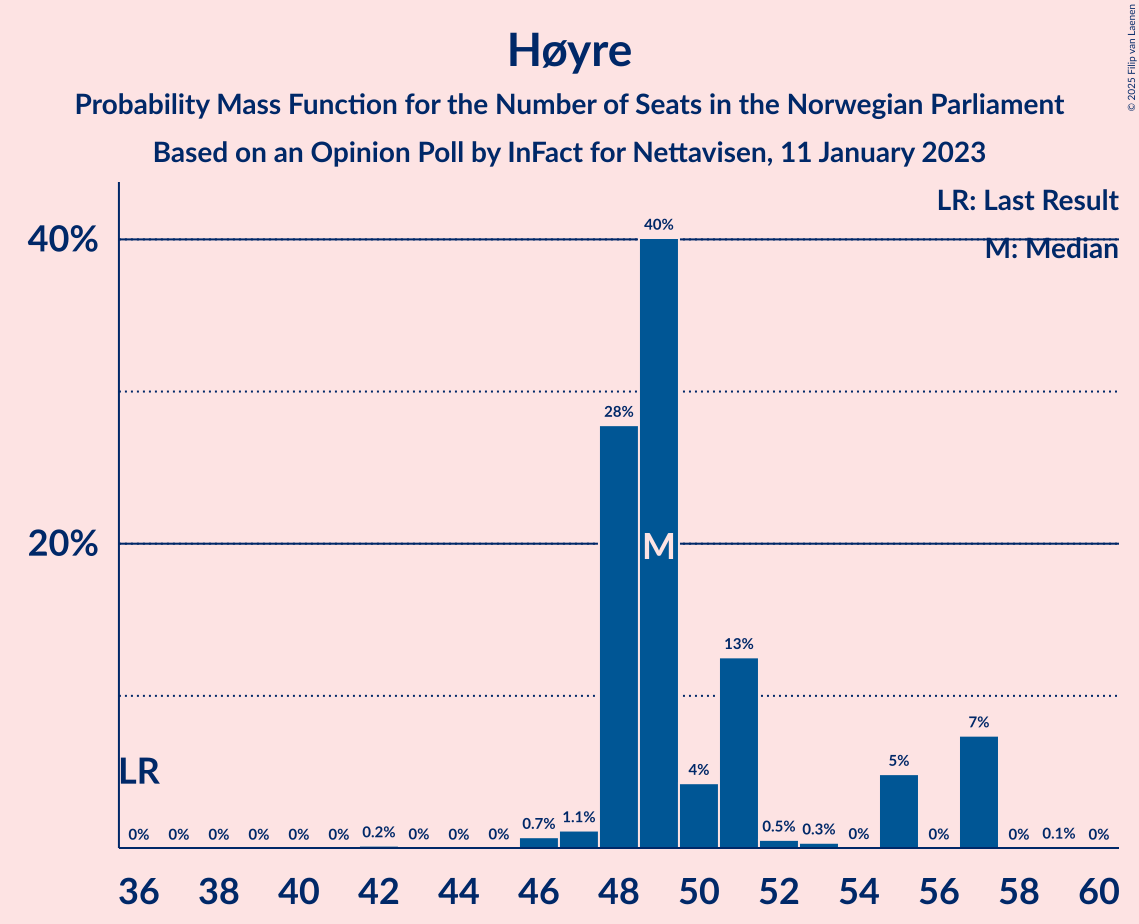 Høyre
Probability Mass Function for the Number of Seats in the Norwegian Parliament
Based on an Opinion Poll by InFact for Nettavisen, 11 January 2023
© 2025 Filip van Laenen
LR: Last Result
M: Median
40%
20%
40%
28%
M
13%
7%
5%
4%
LR
0% 0% 0% 0% 0% 0% 0.2% 0% 0% 0% 0.7% 1.1% 0.5% 0.3% 0% 0% 0% 0.1% 0%
36 38 40 42 44 46 48 50 52 54 56 58 60